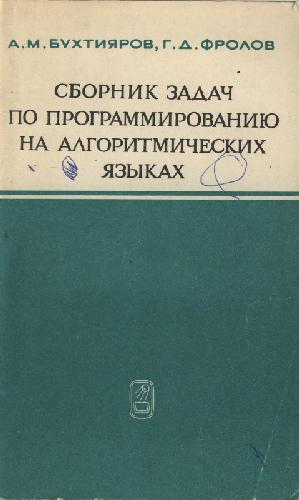 А. М. БУХТИЯРОВ, Г. Д. ФРОЛОВ
СБОРНИК ЗАДАЧ
ПО ПРОГРАММИРОВАНИЮ
НА АЛГОРИТМИЧЕСКИХ
ЯЗЫКАХ